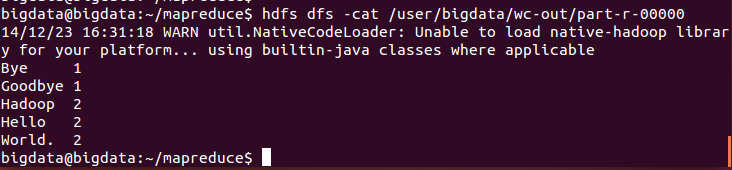 bigdata@bigdata:~/mapreduce$ hdfs dfs -cat /user/bigdata/wc-out/part-r-00000
14/12/23 16:31:18 WARN util.NativeCodeLoader: Unable to load native-hadoop librar
y for your platform... using builtin-java classes where applicable
Bye     1
Goodbye 1
Hadoop  2
Hello   2
World.  2
bigdata@bigdata:~/mapreduce$